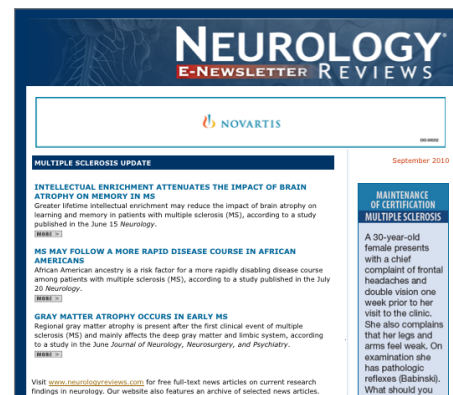 NEUROLOGY
E-NEWSLETTER REVIEWS
NOVARTIS
MULTIPLE SCLEROSIS UPDATE
September 2010
INTELLECTUAL ENRICHMENT ATTENUATES THE IMPACT OF BRAIN
ATROPHY ON MEMORY IN MS
Greater lifetime intellectual enrichment may reduce the impact of brain atrophy on
learning and memory in patients with multiple sclerosis (MS), according to a study
published in the June 15 Neurology.
MORE >
MS MAY FOLLOW A MORE RAPID DISEASE COURSE IN AFRICAN
AMERICANS
African American ancestry is a risk factor for a more rapidly disabling disease course
among patients with multiple sclerosis (MS), according to a study published in the July
20 Neurology.
MORE >
GRAY MATTER ATROPHY OCCURS IN EARLY MS
Regional gray matter atrophy is present after the first clinical event of multiple
sclerosis (MS) and mainly affects the deep gray matter and limbic system, according
to a study in the June Journal of Neurology, Neurosurgery, and Psychiatry.
MORE >
Visit www.neurologyreviews.com for free full-text news articles on current research
findings in neurology. Our website also features an archive of selected news articles.
MAINTENANCE
OF CERTIFICATION
MULTIPLE SCLEROSIS
A 30-year-old
female presents
with a chief
complaint of frontal
headaches and
double vision one
week prior to her
visit to the clinic.
She also complains
that her legs and
arms feel weak. On
examination she
has pathologic
reflexes (Babinski).
What should you